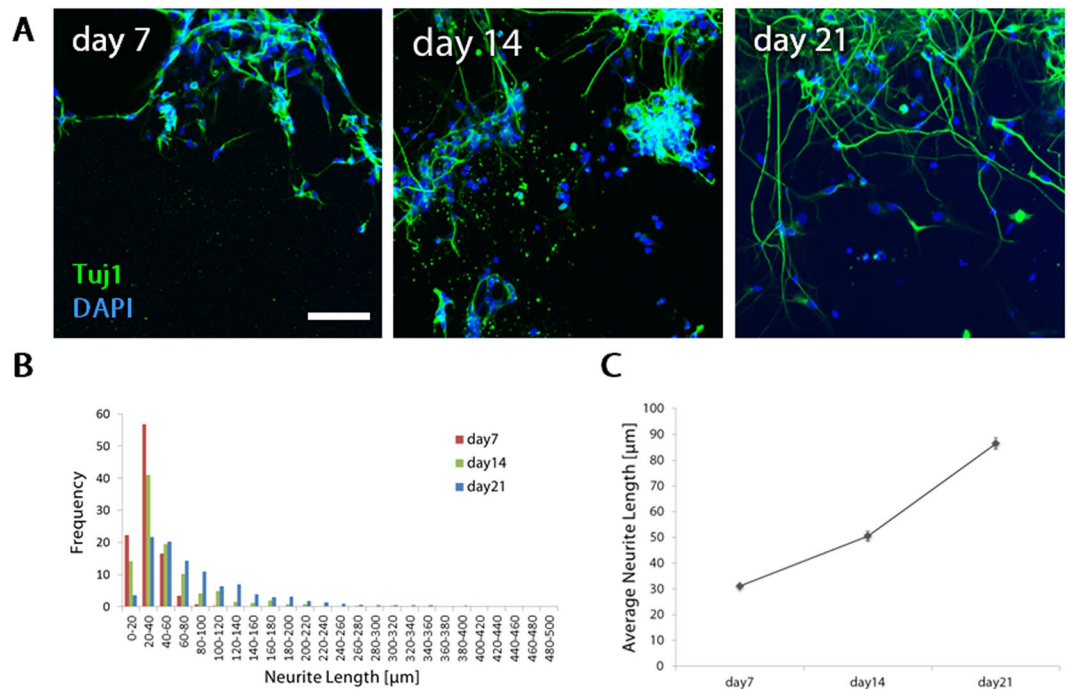 A
day 7
day 14
day 21
Tuj1
DAPI
B
Frequency
60
50
40
30
20
10
0
day7
day14
day21
0-20
20-40
40-60
60-80
80-100
100-120
120-140
140-160
160-180
180-200
200-220
220-240
240-260
260-280
280-300
300-320
320-340
340-360
360-380
380-400
400-420
420-440
440-460
460-480
480-500
Neurite Length [μm]
C
Average Neurite Length [μm]
100
90
80
70
60
50
40
30
20
10
0
day7
day14
day21